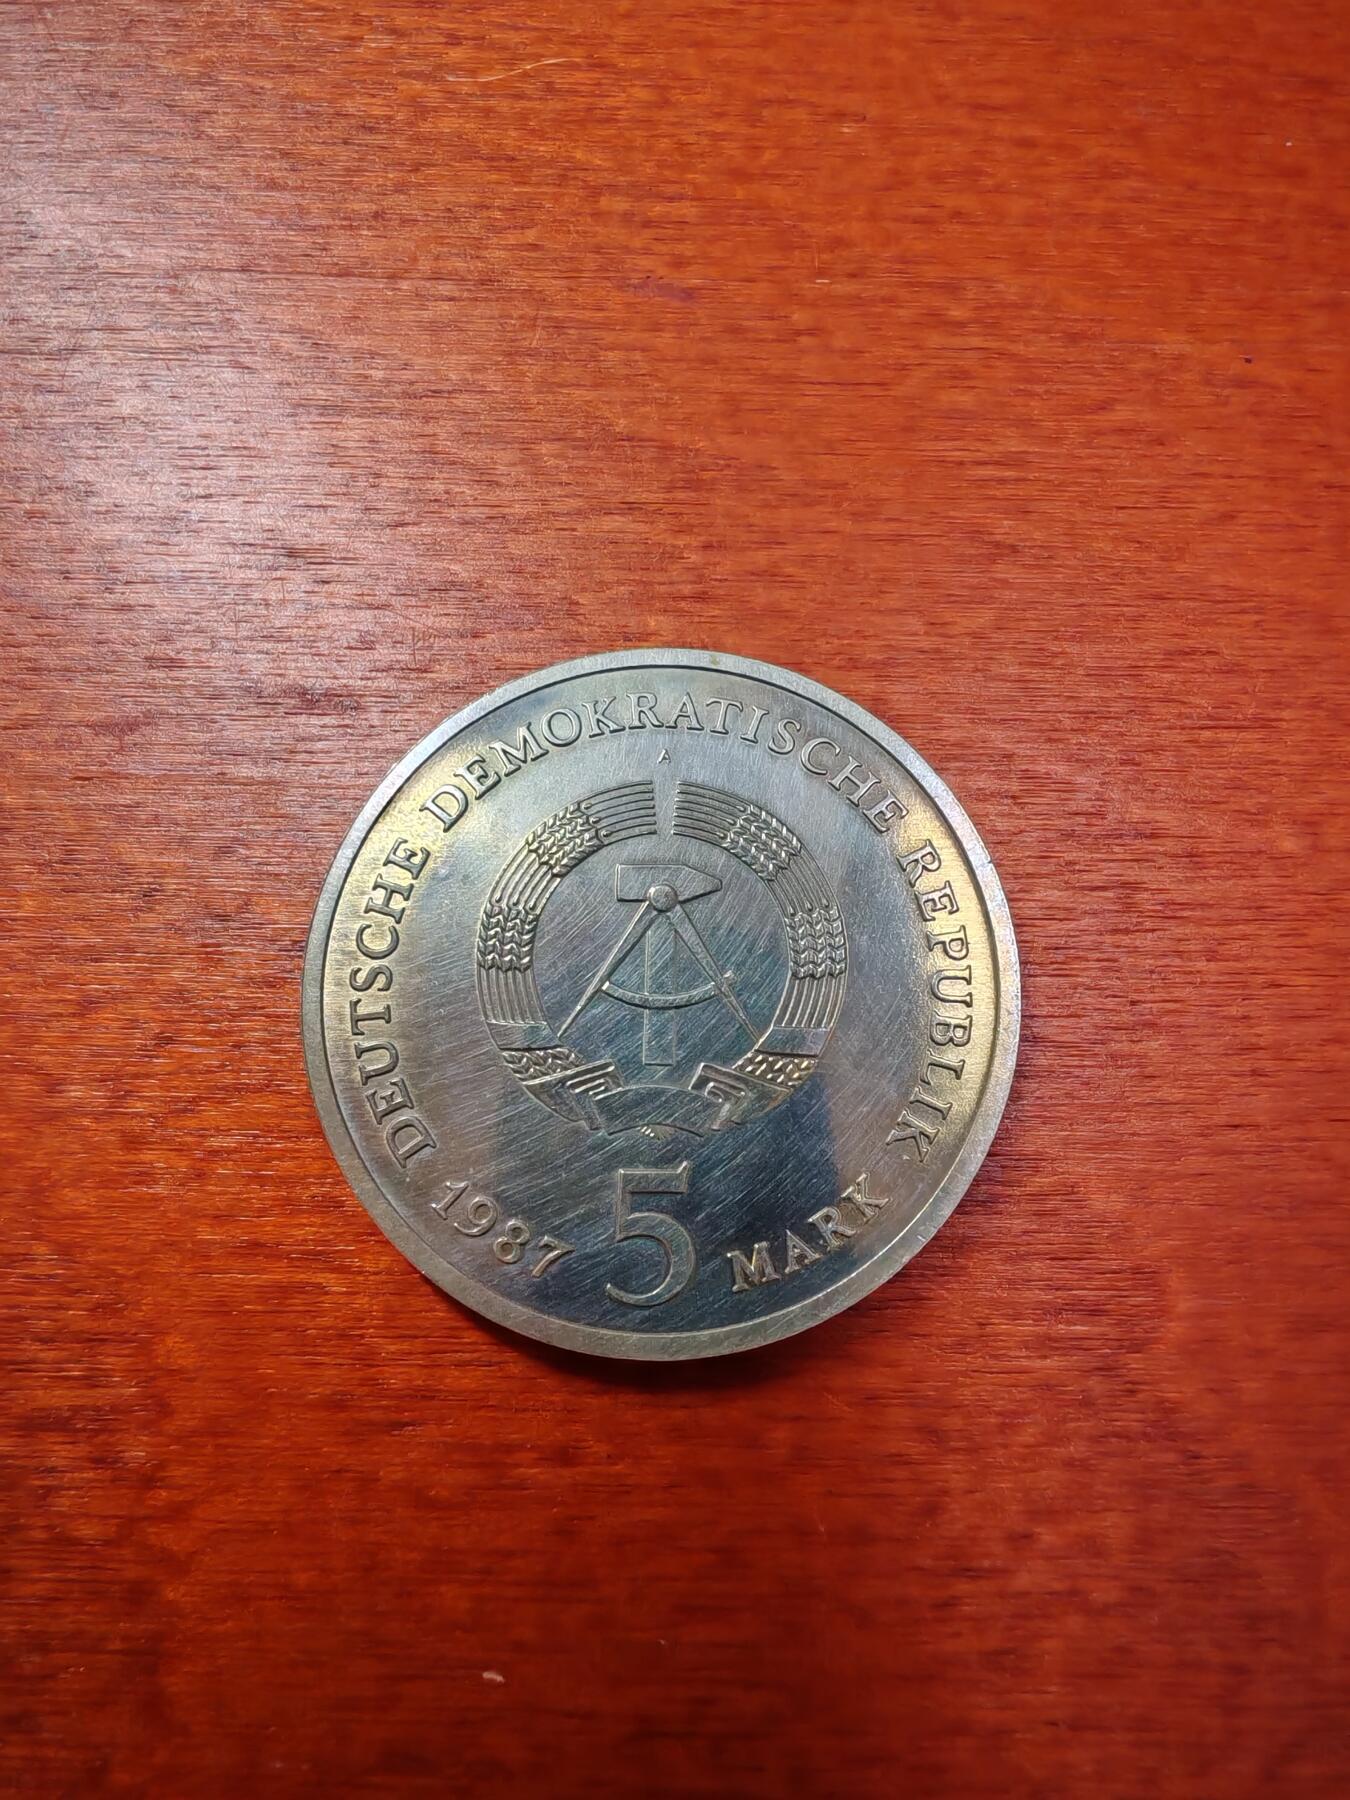 DEUTSCHE DEMOKRATISCHE REPUBLIK
A
1987 5 MARK